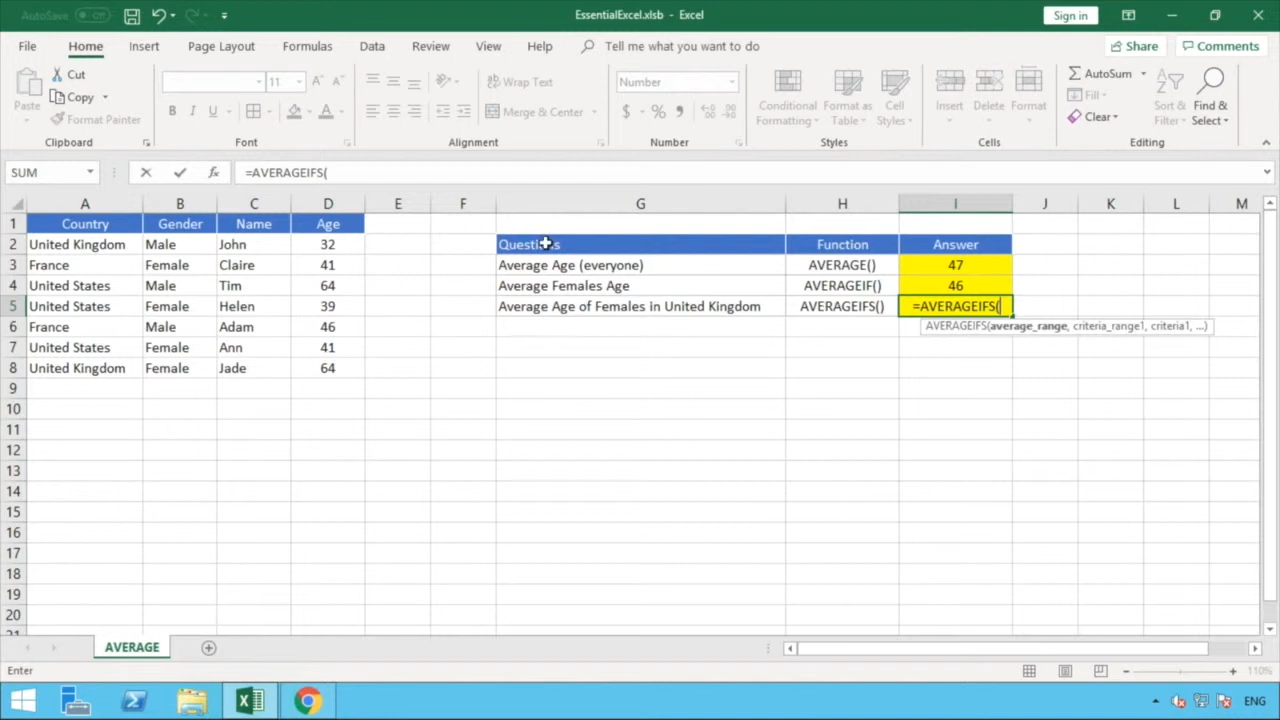 AutoSave Off EssentialExcel.xlsb - Excel Sign in
File Home Insert Page Layout Formulas Data Review View Help Tell me what you want to do Share Comments
Paste Cut Copy Format Painter
11 A A
B I U A
Wrap Text
Merge & Center
Number
$ % ,
Conditional Formatting Format as Table Cell Styles
Insert Delete Format
AutoSum Fill Clear
Sort & Filter Find & Select
Clipboard Font Alignment Number Styles Cells Editing
SUM fx =AVERAGEIFS(
A B C D E F G H I J K L M
1 Country Gender Name Age
2 United Kingdom Male John 32 Questions Function Answer
3 France Female Claire 41 Average Age (everyone) AVERAGE() 47
4 United States Male Tim 64 Average Females Age AVERAGEIF() 46
5 United States Female Helen 39 Average Age of Females in United Kingdom AVERAGEIFS() =AVERAGEIFS(
AVERAGEIFS(average_range, criteria_range1, criteria1, ...)
6 France Male Adam 46
7 United States Female Ann 41
8 United Kingdom Female Jade 64
9
10
11
12
13
14
15
16
17
18
19
20
21
AVERAGE
Enter 110%
ENG